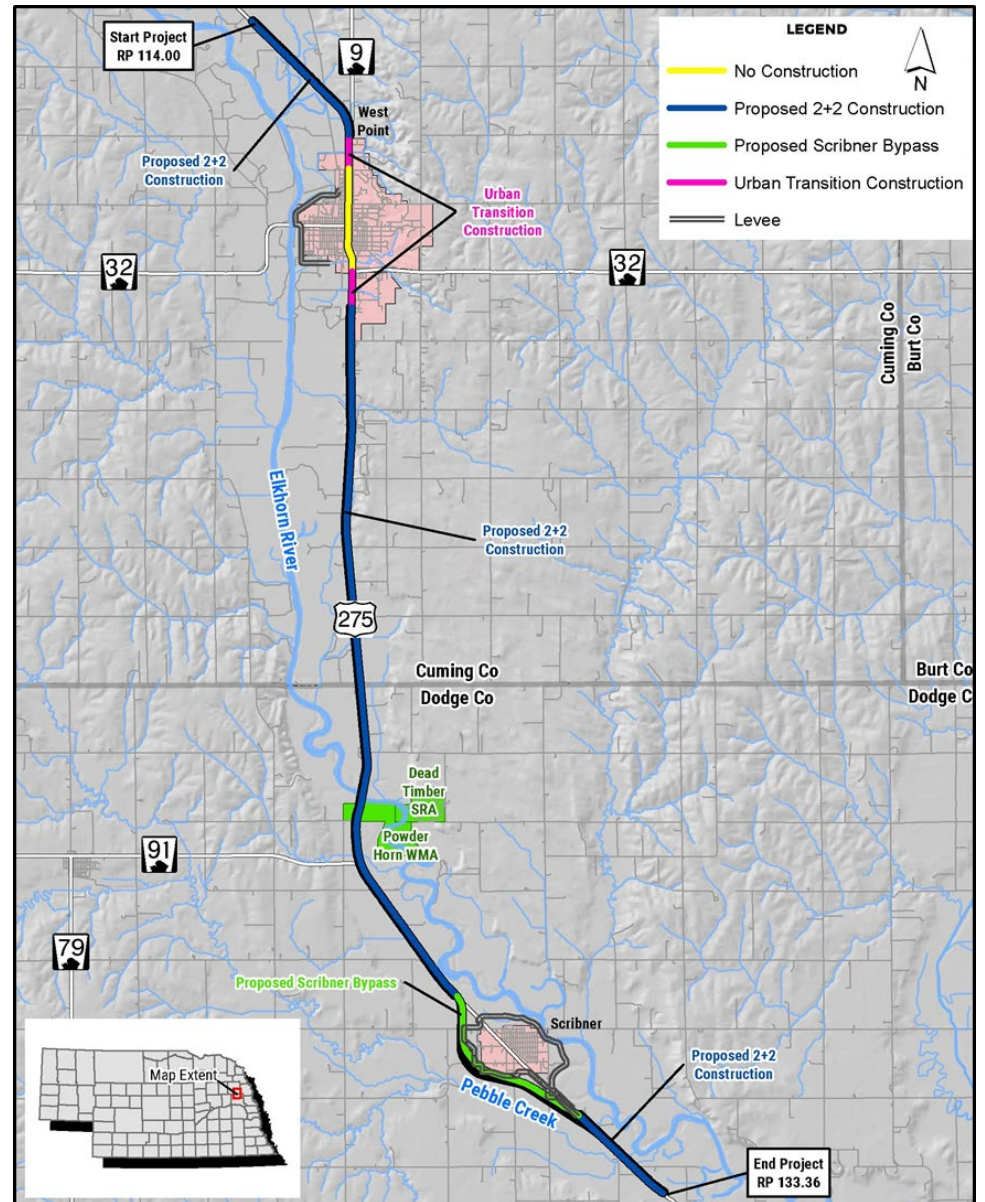 Start Project
RP 114.00
9
West
Point
Proposed 2+2
Construction
Urban
Transition
Construction
LEGEND
N
No Construction
Proposed 2+2 Construction
Proposed Scribner Bypass
Urban Transition Construction
Levee
32
32
Cuming Co
Burt Co
Elkhorn River
Proposed 2+2
Construction
275
Cuming Co
Dodge Co
Burt Co
Dodge C
Dead
Timber
SRA
Powder
Horn WMA
91
79
Proposed Scribner Bypass
Scribner
Pebble Creek
Proposed 2+2
Construction
Map Extent
End Project
RP 133.36